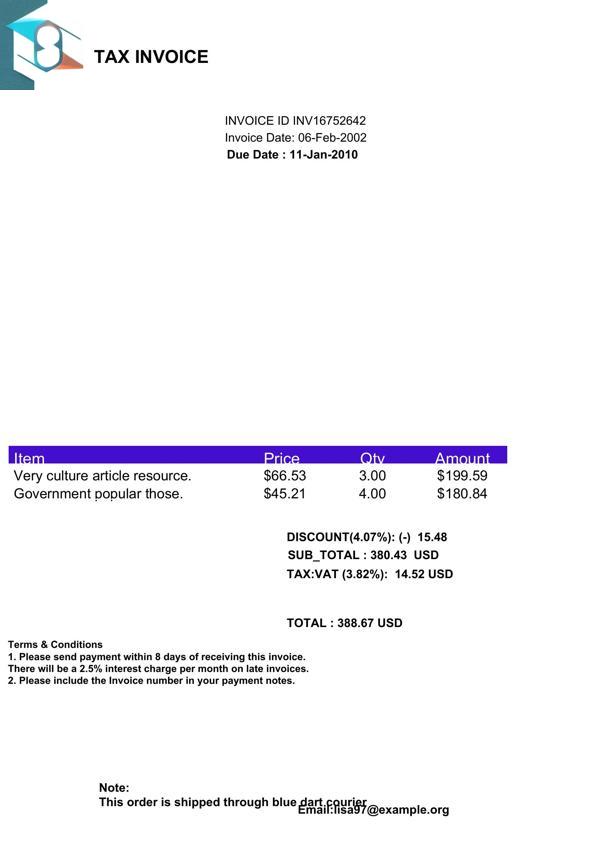 TAX INVOICE
INVOICE ID INV16752642
Invoice Date: 06-Feb-2002
Due Date : 11-Jan-2010
Item Price Qty Amount
Very culture article resource. $66.53 3.00 $199.59
Government popular those. $45.21 4.00 $180.84
DISCOUNT(4.07%): (-) 15.48
SUB_TOTAL : 380.43 USD
TAX:VAT (3.82%): 14.52 USD
TOTAL : 388.67 USD
Terms & Conditions
1. Please send payment within 8 days of receiving this invoice.
There will be a 2.5% interest charge per month on late invoices.
2. Please include the Invoice number in your payment notes.
Note:
This order is shipped through blue dart courier
Email:lisa97@example.org